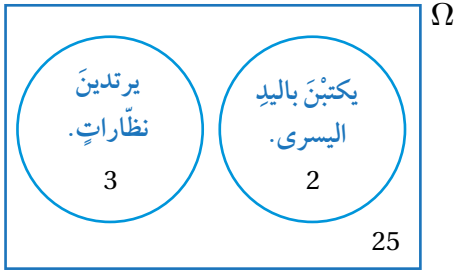 Ω
يكتبْنَ باليدِ
اليسرى.
2
يرتدينَ
نظّاراتٍ.
3
25